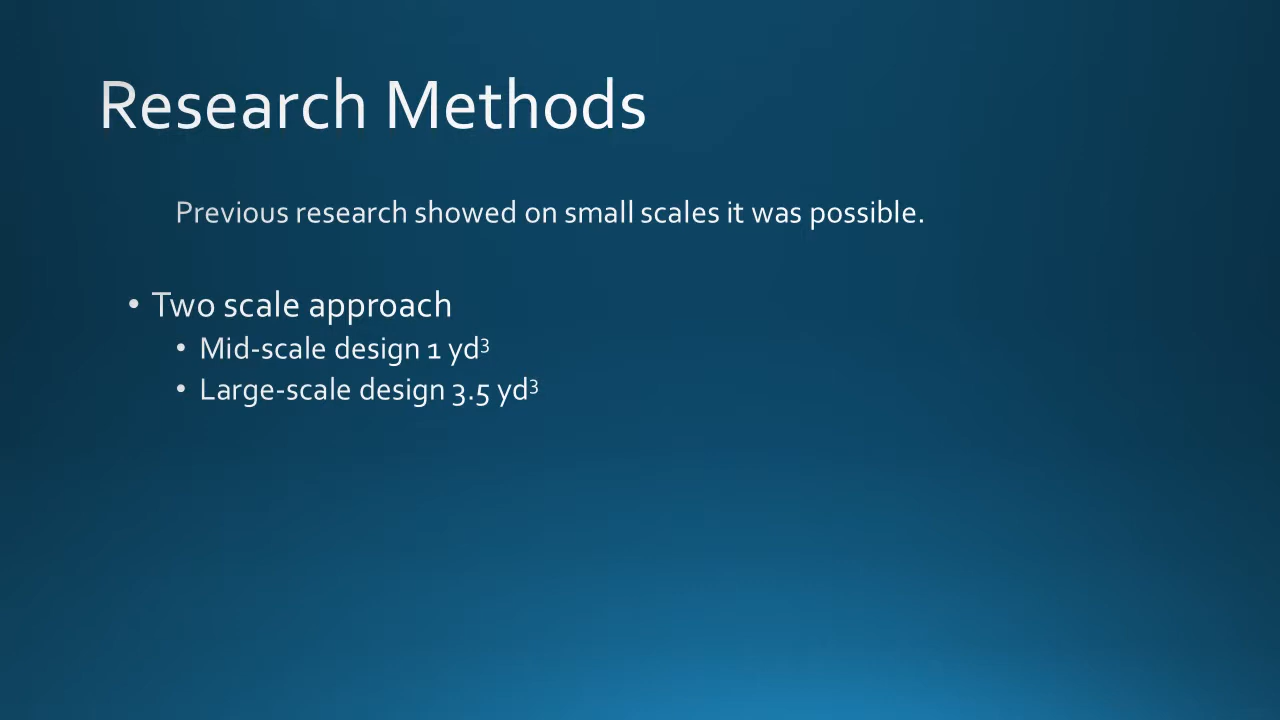 Research Methods
Previous research showed on small scales it was possible.
• Two scale approach
• Mid-scale design 1 yd³
• Large-scale design 3.5 yd³